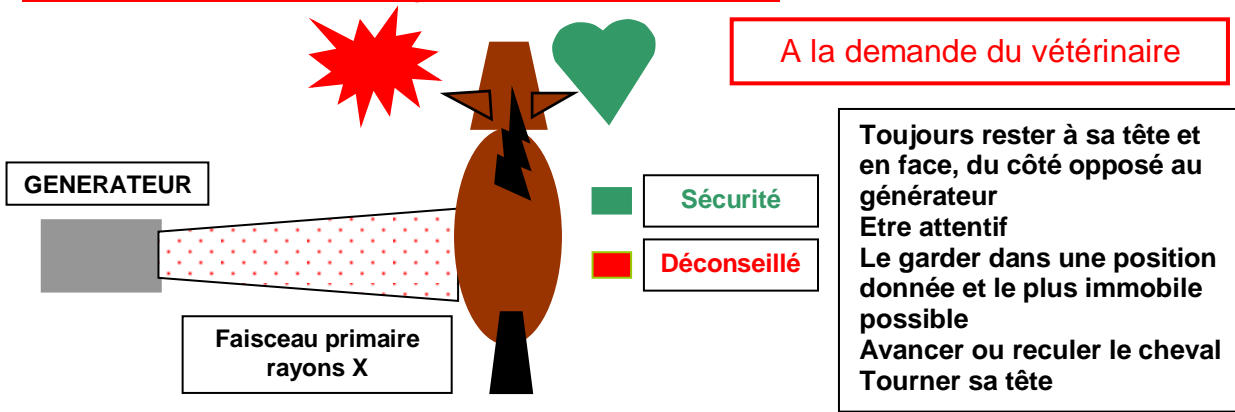 A la demande du vétérinaire
Toujours rester à sa tête et
en face, du côté opposé au
générateur
Etre attentif
Le garder dans une position
donnée et le plus immobile
possible
Avancer ou reculer le cheval
Tourner sa tête
GENERATEUR
Sécurité
Déconseillé
Faisceau primaire
rayons X